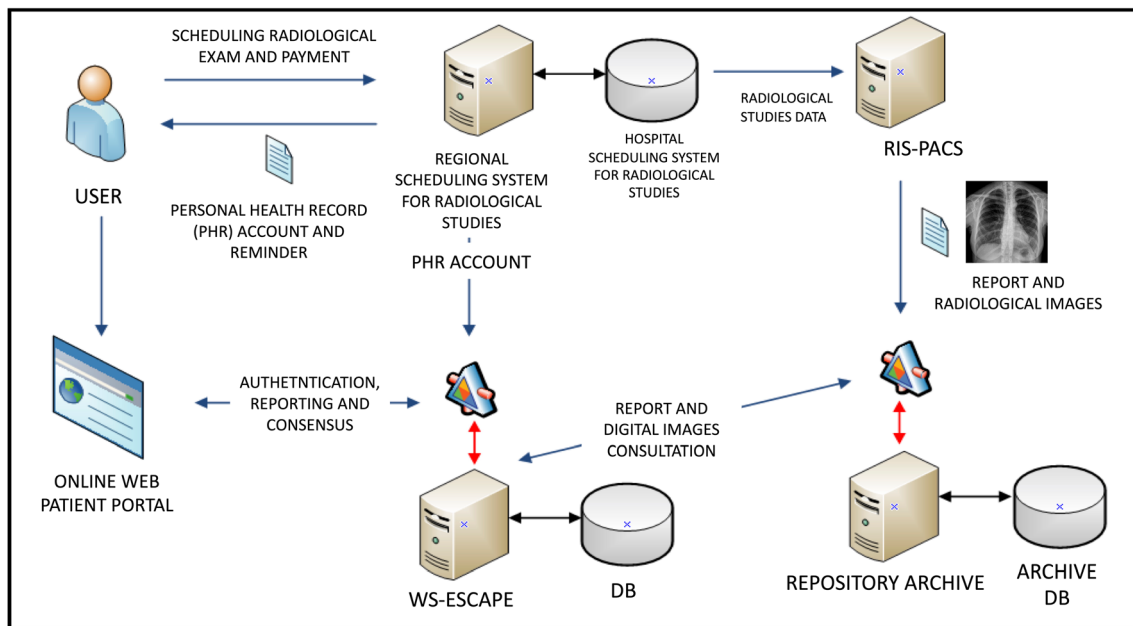 SCHEDULING RADIOLOGICAL
EXAM AND PAYMENT
USER
PERSONAL HEALTH RECORD
(PHR) ACCOUNT AND
REMINDER
REGIONAL
SCHEDULING SYSTEM
FOR RADIOLOGICAL
STUDIES
HOSPITAL
SCHEDULING SYSTEM
FOR RADIOLOGICAL
STUDIES
RADIOLOGICAL
STUDIES DATA
RIS-PACS
PHR ACCOUNT
REPORT AND
RADIOLOGICAL IMAGES
AUTHETNTICATION,
REPORTING AND
CONSENSUS
REPORT AND
DIGITAL IMAGES
CONSULTATION
ONLINE WEB
PATIENT PORTAL
WS-ESCAPE
DB
REPOSITORY ARCHIVE
ARCHIVE
DB